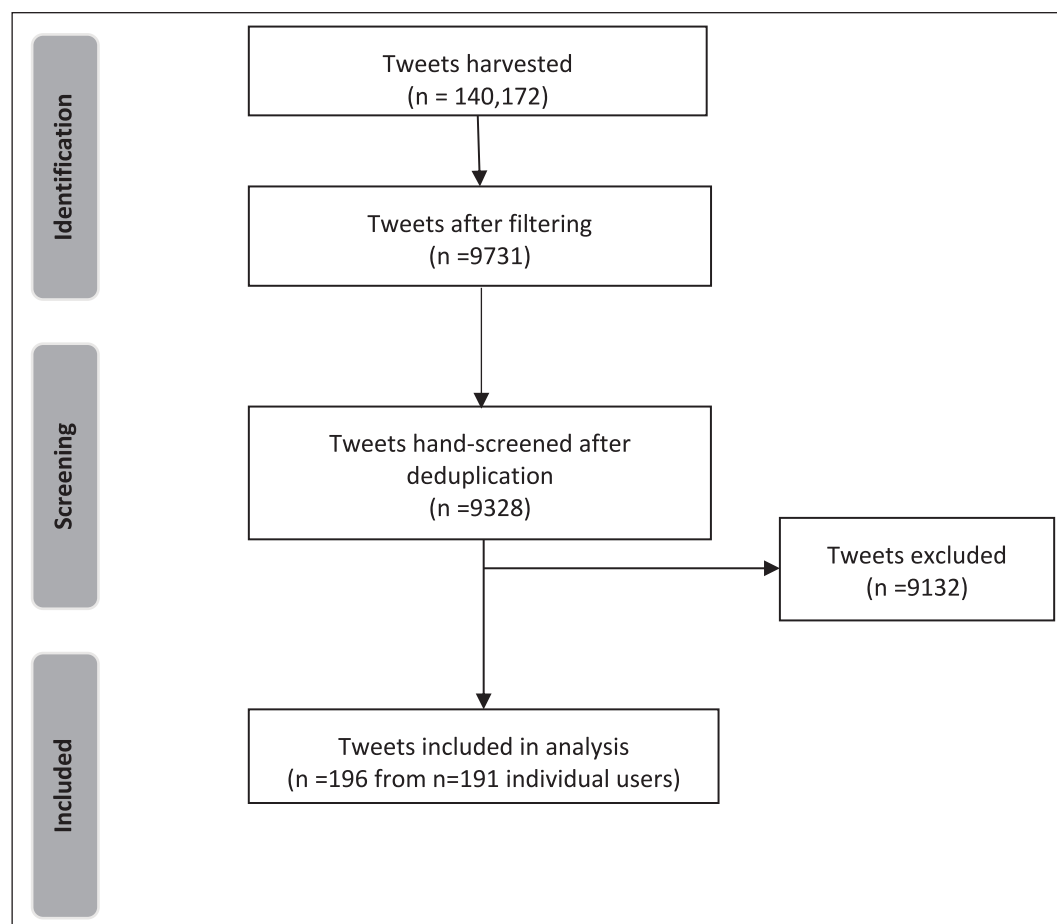 Identification
Tweets harvested
(n = 140,172)
Tweets after filtering
(n =9731)
Screening
Tweets hand-screened after
deduplication
(n =9328)
Tweets excluded
(n =9132)
Included
Tweets included in analysis
(n =196 from n=191 individual users)